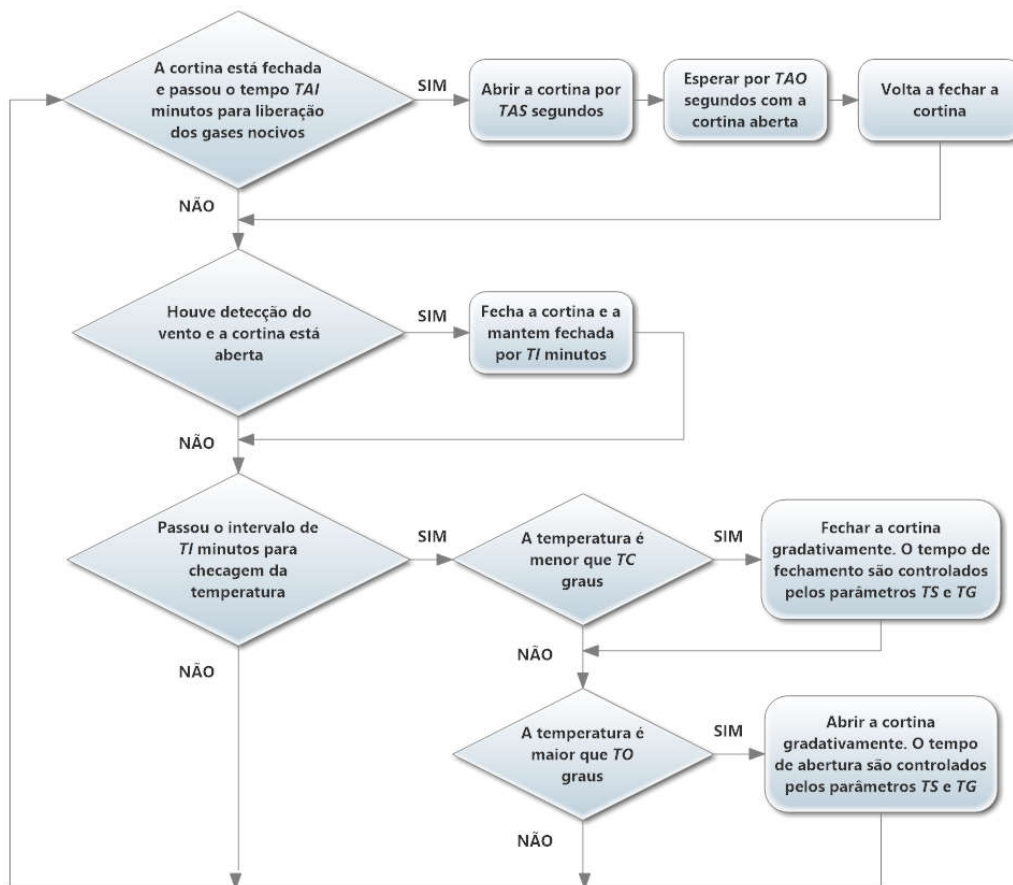 A cortina está fechada
e passou o tempo TAI
minutos para liberação
dos gases nocivos
SIM
Abrir a cortina por
TAS segundos
Esperar por TAO
segundos com a
cortina aberta
Volta a fechar a
cortina
NÃO
Houve detecção do
vento e a cortina está
aberta
SIM
Fecha a cortina e a
mantem fechada
por TI minutos
NÃO
Passou o intervalo de
TI minutos para
checagem da
temperatura
SIM
A temperatura é
menor que TC
graus
SIM
Fechar a cortina
gradativamente. O tempo de
fechamento são controlados
pelos parâmetros TS e TG
NÃO
NÃO
A temperatura é
maior que TO
graus
SIM
Abrir a cortina
gradativamente. O tempo
de abertura são controlados
pelos parâmetros TS e TG
NÃO